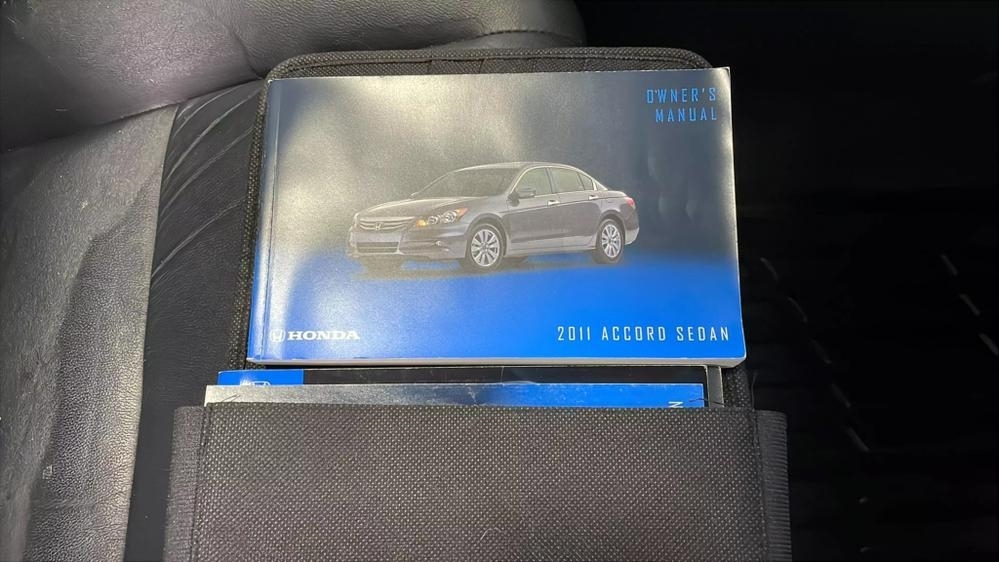 OWNER'S
MANUAL
HONDA
2011 ACCORD SEDAN
N